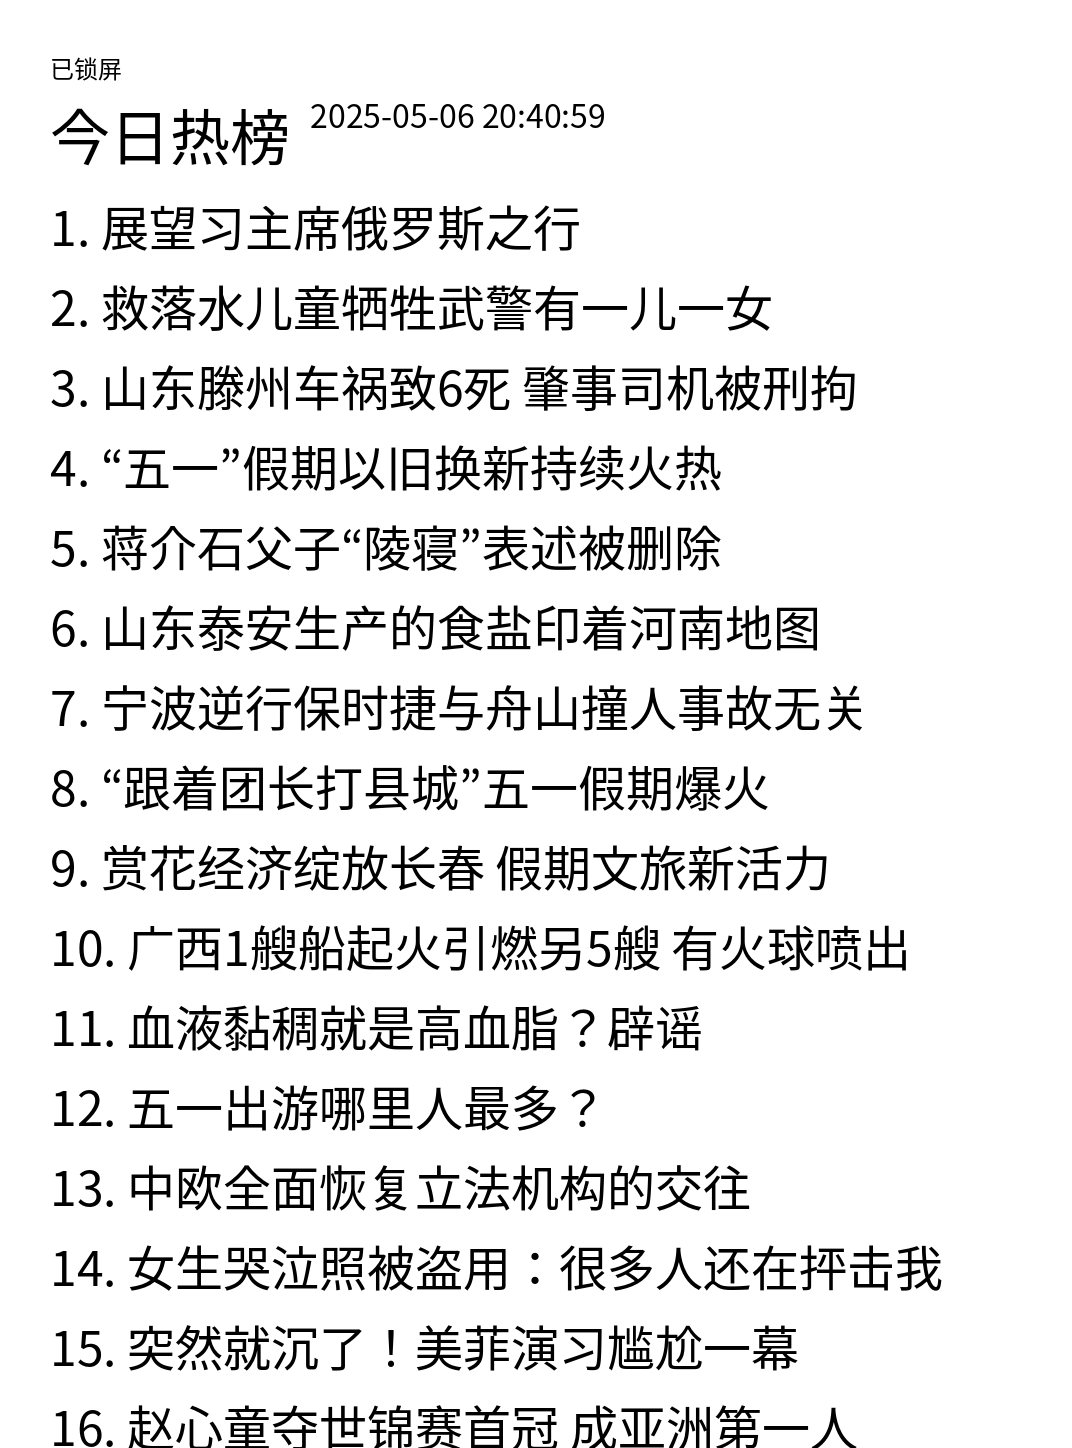 已锁屏
今日热榜 2025-05-06 20:40:59
1. 展望习主席俄罗斯之行
2. 救落水儿童牺牲武警有一儿一女
3. 山东滕州车祸致6死 肇事司机被刑拘
4. “五一”假期以旧换新持续火热
5. 蒋介石父子“陵寝”表述被删除
6. 山东泰安生产的食盐印着河南地图
7. 宁波逆行保时捷与舟山撞人事故无关
8. “跟着团长打县城”五一假期爆火
9. 赏花经济绽放长春 假期文旅新活力
10. 广西1艘船起火引燃另5艘 有火球喷出
11. 血液黏稠就是高血脂？辟谣
12. 五一出游哪里人最多？
13. 中欧全面恢复立法机构的交往
14. 女生哭泣照被盗用：很多人还在抨击我
15. 突然就沉了！美菲演习尴尬一幕
16. 赵心童夺世锦赛首冠 成亚洲第一人